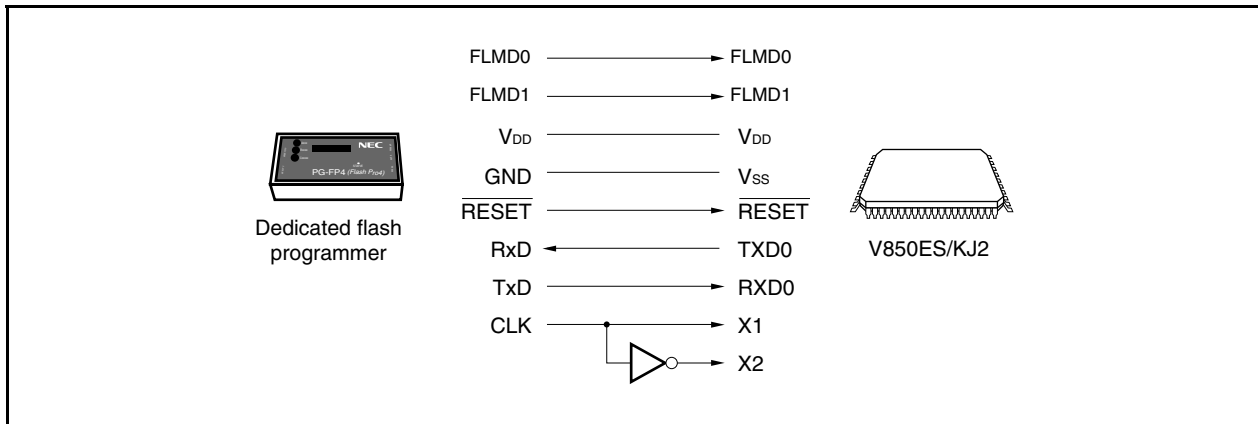 FLMD0 FLMD0
FLMD1 FLMD1
VDD VDD
GND VSS
RESET RESET
RxD TXD0
TxD RXD0
CLK X1
X2
NEC
PG-FP4 (Flash Pro4)
Dedicated flash
programmer
V850ES/KJ2